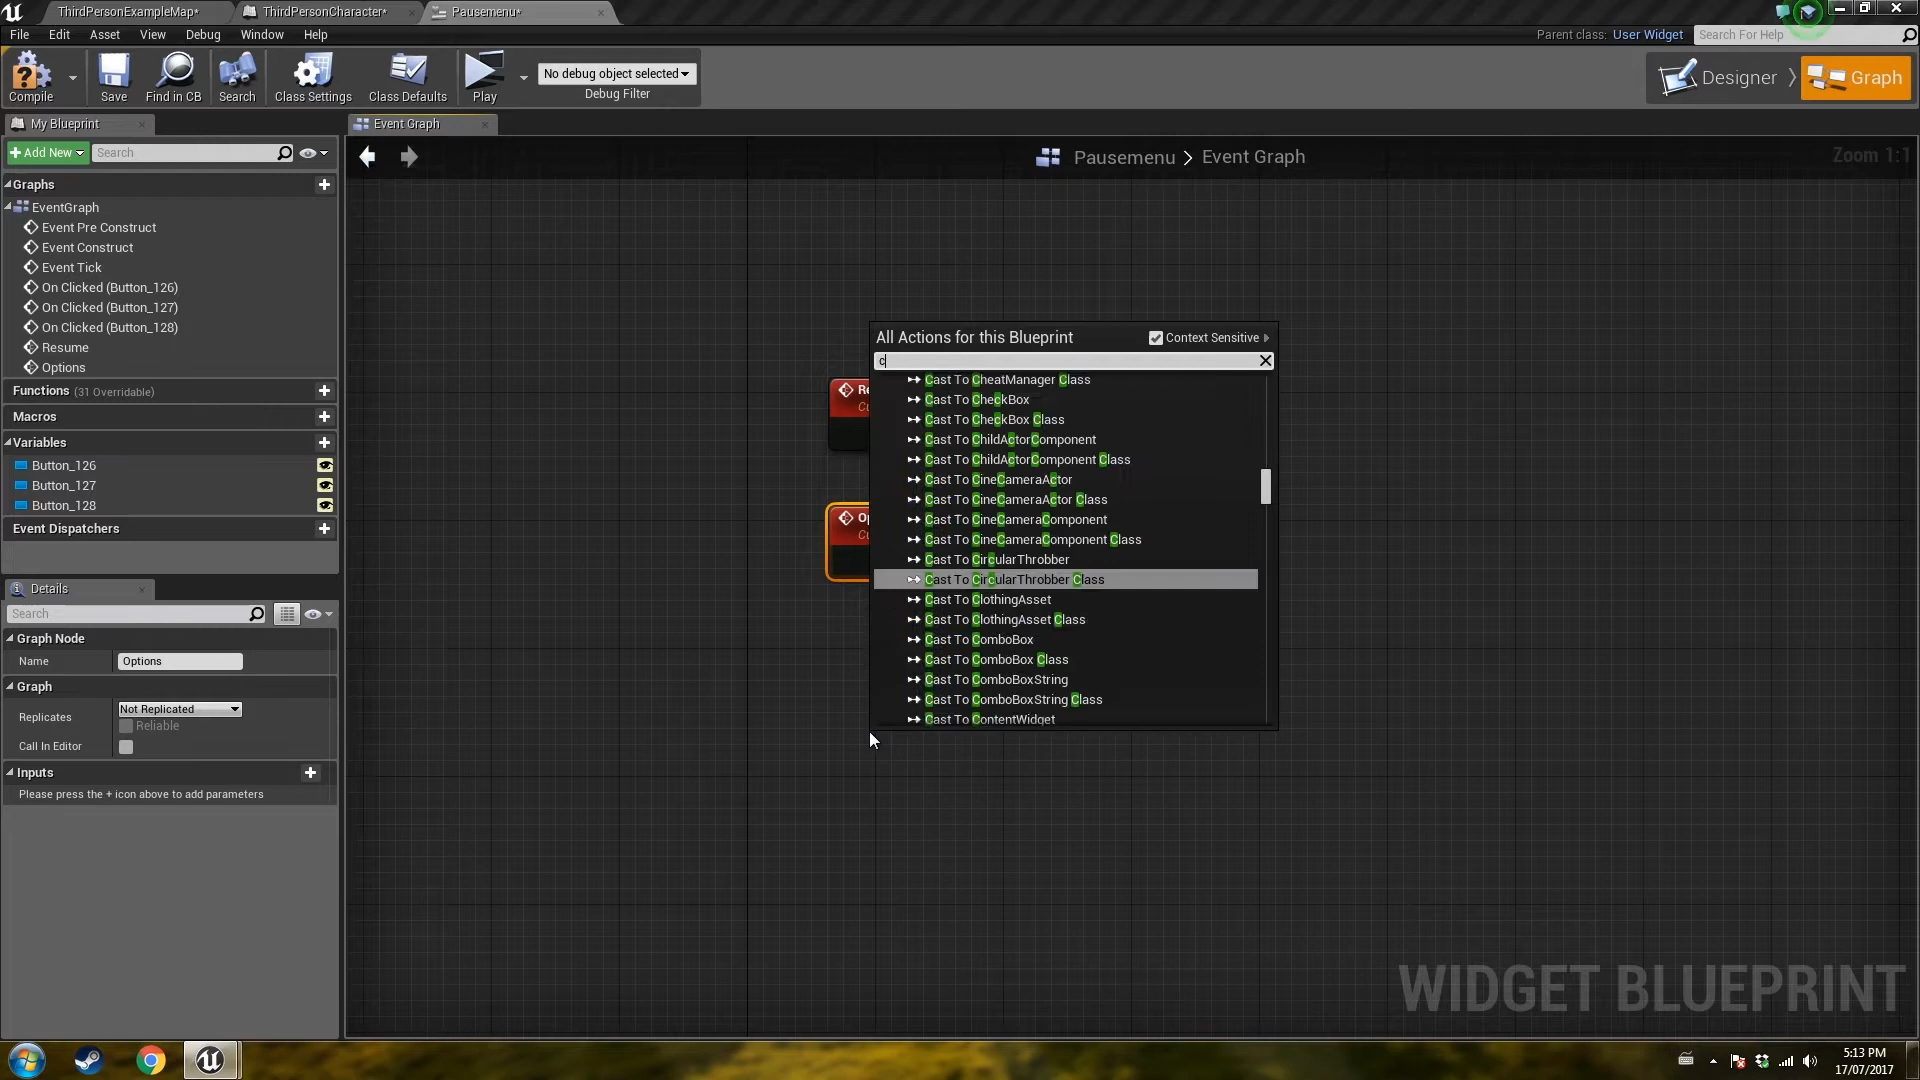 ThirdPersonExampleMap*
ThirdPersonCharacter*
Pausemenu*
File Edit Asset View Debug Window Help
Parent class: User Widget
Search For Help
Compile
Save
Find in CB
Search
Class Settings
Class Defaults
Play
No debug object selected
Debug Filter
Designer
Graph
My Blueprint
Event Graph
Add New
Search
Pausemenu > Event Graph
Zoom 1:1
Graphs
EventGraph
Event Pre Construct
Event Construct
Event Tick
On Clicked (Button_126)
On Clicked (Button_127)
On Clicked (Button_128)
Resume
Options
Functions (31 Overridable)
Macros
Variables
Button_126
Button_127
Button_128
Event Dispatchers
Details
Search
Graph Node
Name Options
Graph
Replicates Not Replicated
Reliable
Call In Editor
Inputs
Please press the + icon above to add parameters
Re
Cu
Op
Cu
All Actions for this Blueprint
Context Sensitive
c
Cast To CheatManager Class
Cast To CheckBox
Cast To CheckBox Class
Cast To ChildActorComponent
Cast To ChildActorComponent Class
Cast To CineCameraActor
Cast To CineCameraActor Class
Cast To CineCameraComponent
Cast To CineCameraComponent Class
Cast To CircularThrobber
Cast To CircularThrobber Class
Cast To ClothingAsset
Cast To ClothingAsset Class
Cast To ComboBox
Cast To ComboBox Class
Cast To ComboBoxString
Cast To ComboBoxString Class
Cast To ContentWidget
WIDGET BLUEPRINT
5:13 PM
17/07/2017